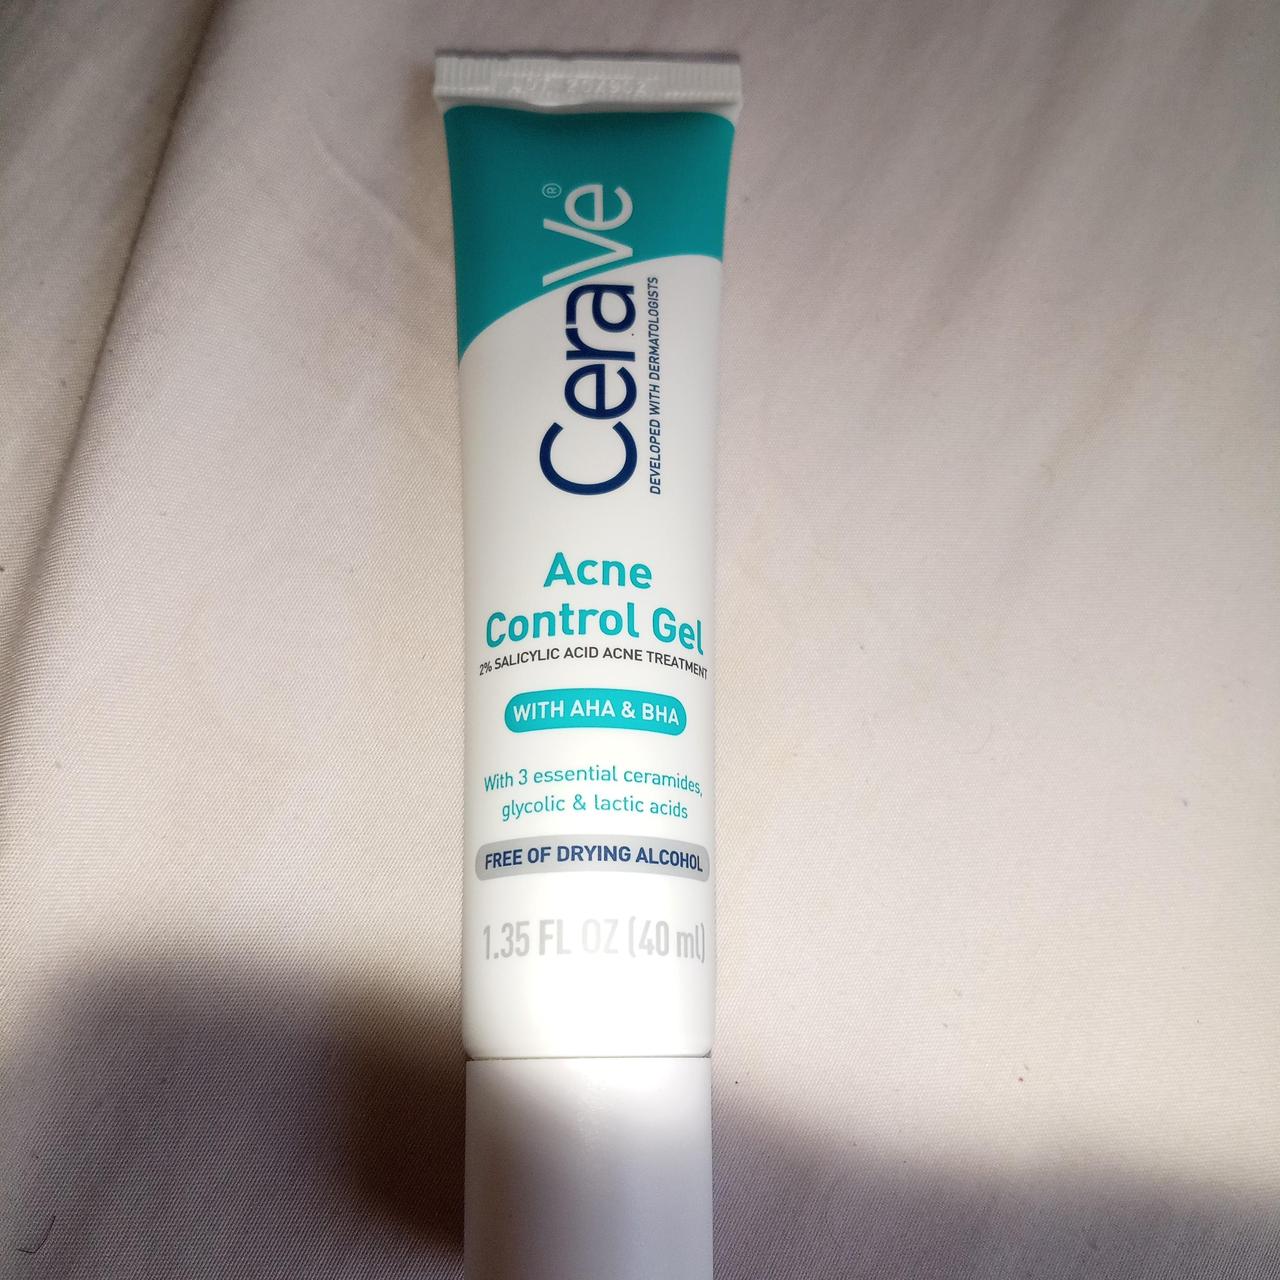 CeraVe®
DEVELOPED WITH DERMATOLOGISTS
Acne
Control Gel
2% SALICYLIC ACID ACNE TREATMENT
WITH AHA & BHA
With 3 essential ceramides,
glycolic & lactic acids
FREE OF DRYING ALCOHOL
1.35 FL OZ (40 ml)